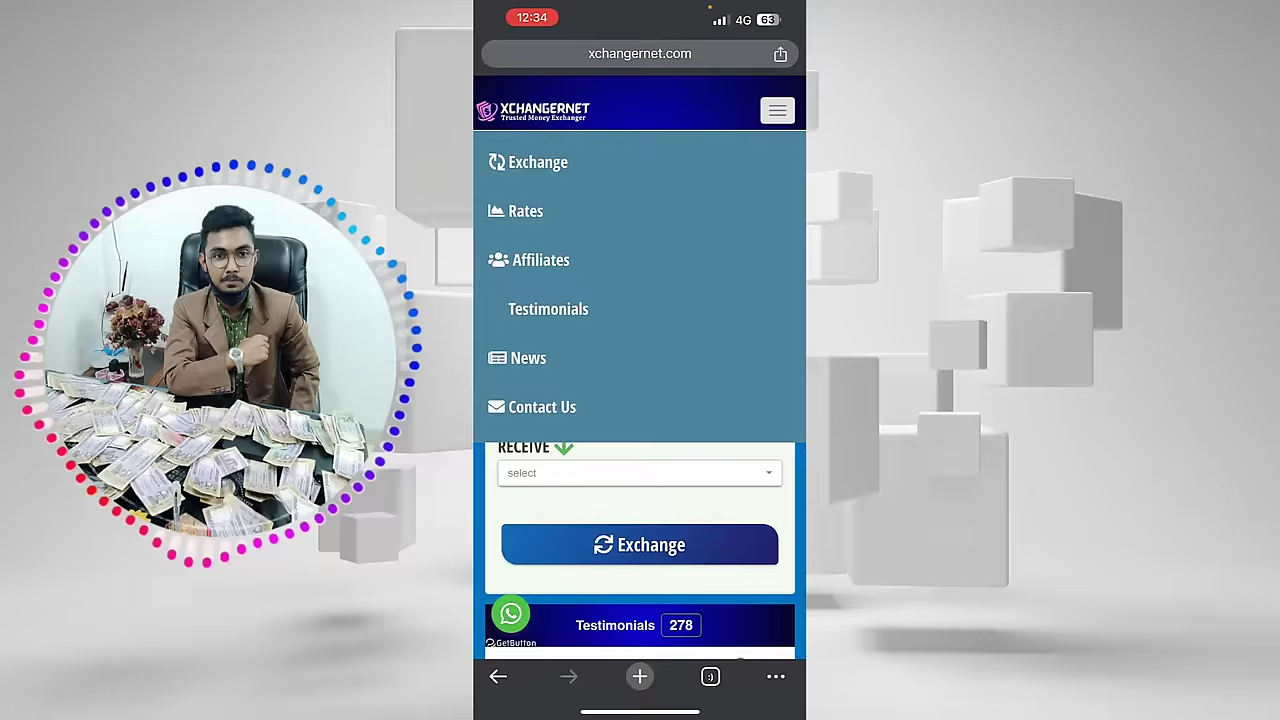 12:34
4G 63
xchangernet.com
XCHANGERNET
Trusted Money Exchanger
Exchange
Rates
Affiliates
Testimonials
News
Contact Us
RECEIVE
select
Exchange
Testimonials 278
GetButton